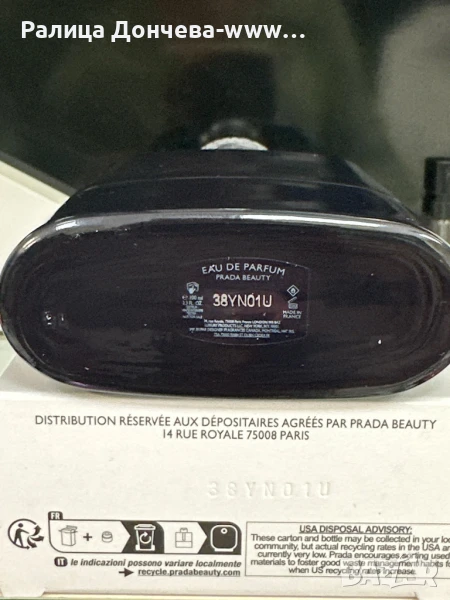 Ралица Дончева-www...
EAU DE PARFUM
PRADA BEAUTY
38YN01U
MADE IN
FRANCE
DISTRIBUTION RÉSERVÉE AUX DÉPOSITAIRES AGRÉÉS PAR PRADA BEAUTY
14 RUE ROYALE 75008 PARIS
38YN01U
FR
USA DISPOSAL ADVISORY:
These carton and bottle may be collected in your loc
community, but actual recycling rates in the USA ar
currently very low. Prada encourages sorting used
materials to foster good waste management habits
when US recycling rates increase.
IT le indicazioni possono variare localmente
recycle.pradabeauty.com